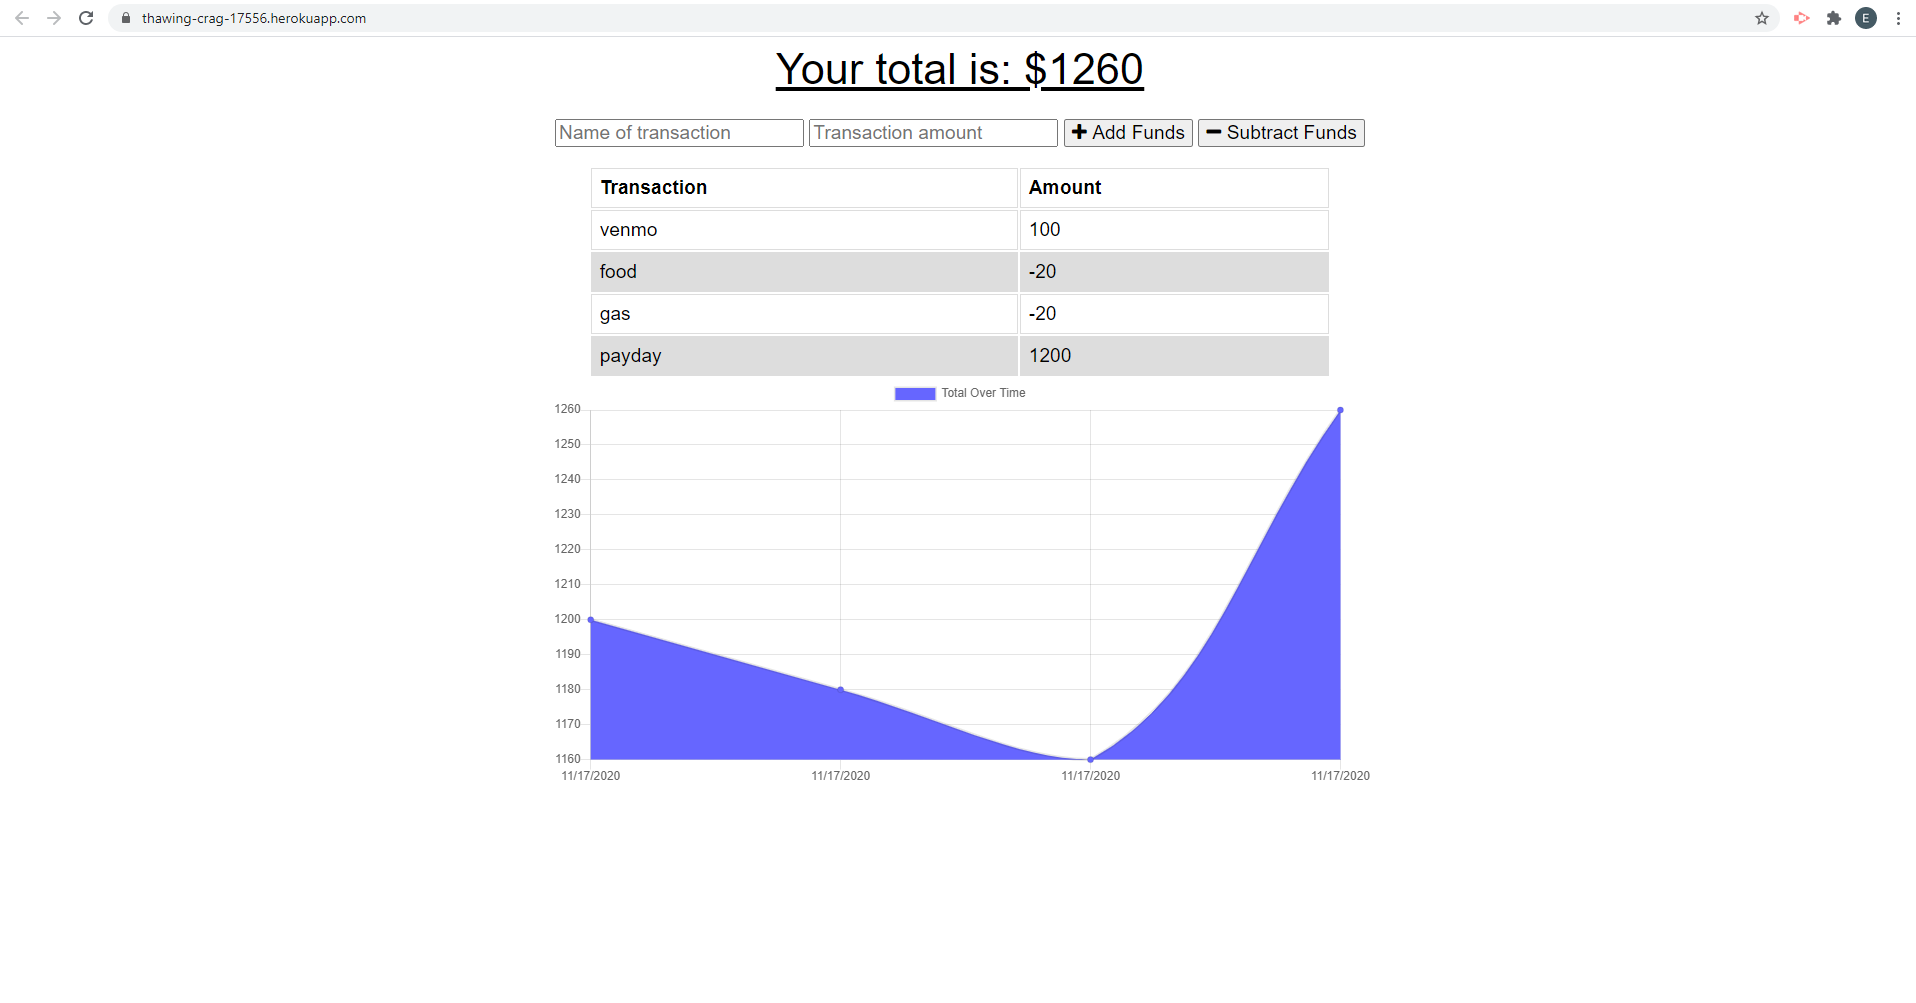 thawing-crag-17556.herokuapp.com
E
Your total is: $1260
Name of transaction Transaction amount Add Funds Subtract Funds
Transaction Amount
venmo 100
food -20
gas -20
payday 1200
Total Over Time
1260
1250
1240
1230
1220
1210
1200
1190
1180
1170
1160
11/17/2020 11/17/2020 11/17/2020 11/17/2020